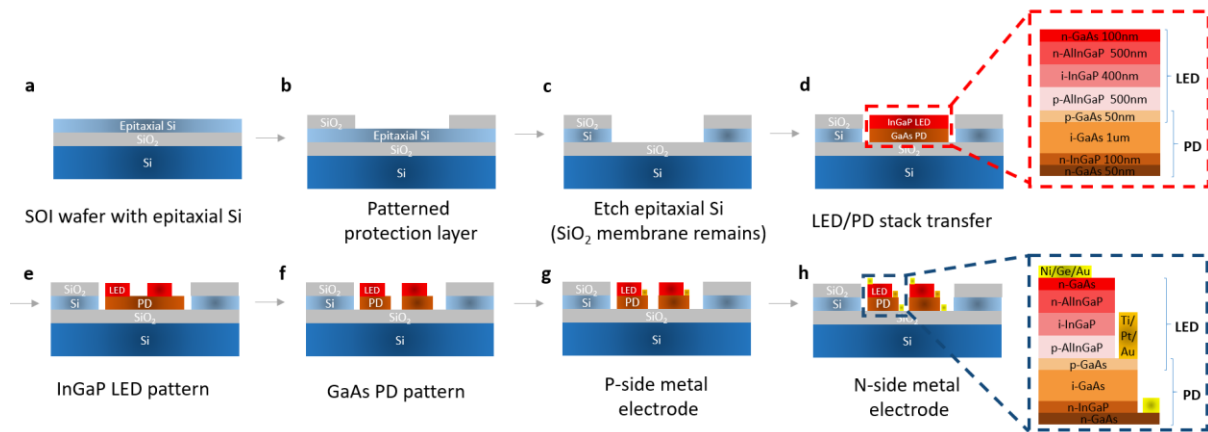 a
SiO₂
Epitaxial Si
Si
SOI wafer with epitaxial Si
b
SiO₂
Epitaxial Si
SiO₂
Si
Patterned
protection layer
c
SiO₂
Si
SiO₂
Si
Etch epitaxial Si
(SiO₂ membrane remains)
d
SiO₂
InGaP LED
Si
GaAs PD
SiO₂
Si
LED/PD stack transfer
n-GaAs 100nm
n-AlInGaP 500nm
i-InGaP 400nm
p-AlInGaP 500nm
p-GaAs 50nm
i-GaAs 1um
n-InGaP 100nm
n-GaAs 50nm
LED
PD
e
SiO₂
LED
Si
PD
SiO₂
Si
InGaP LED pattern
f
SiO₂
LED
Si
PD
SiO₂
Si
GaAs PD pattern
g
SiO₂
LED
Si
PD
SiO₂
Si
P-side metal
electrode
h
SiO₂
LED
Si
PD
SiO₂
Si
N-side metal
electrode
Ni/Ge/Au
n-GaAs
n-AlInGaP
i-InGaP
p-AlInGaP
Ti/
Pt/
Au
p-GaAs
i-GaAs
n-InGaP
n-GaAs
LED
PD